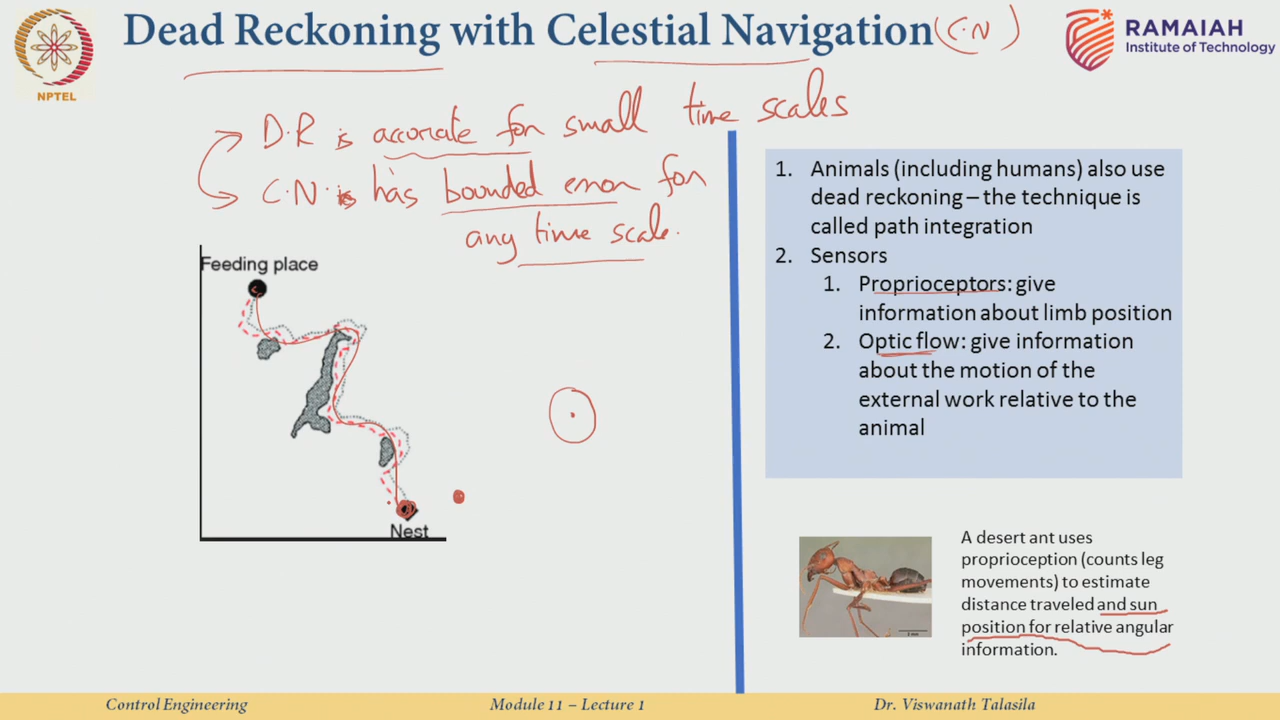 Dead Reckoning with Celestial Navigation (C.N)
NPTEL
RAMAIAH
Institute of Technology
D.R is accurate for small time scales
C.N. has bounded error for
any time scale.
Feeding place
Nest
1. Animals (including humans) also use
dead reckoning – the technique is
called path integration
2. Sensors
1. Proprioceptors: give
information about limb position
2. Optic flow: give information
about the motion of the
external work relative to the
animal
A desert ant uses
proprioception (counts leg
movements) to estimate
distance traveled and sun
position for relative angular
information.
Control Engineering
Module 11 – Lecture 1
Dr. Viswanath Talasila